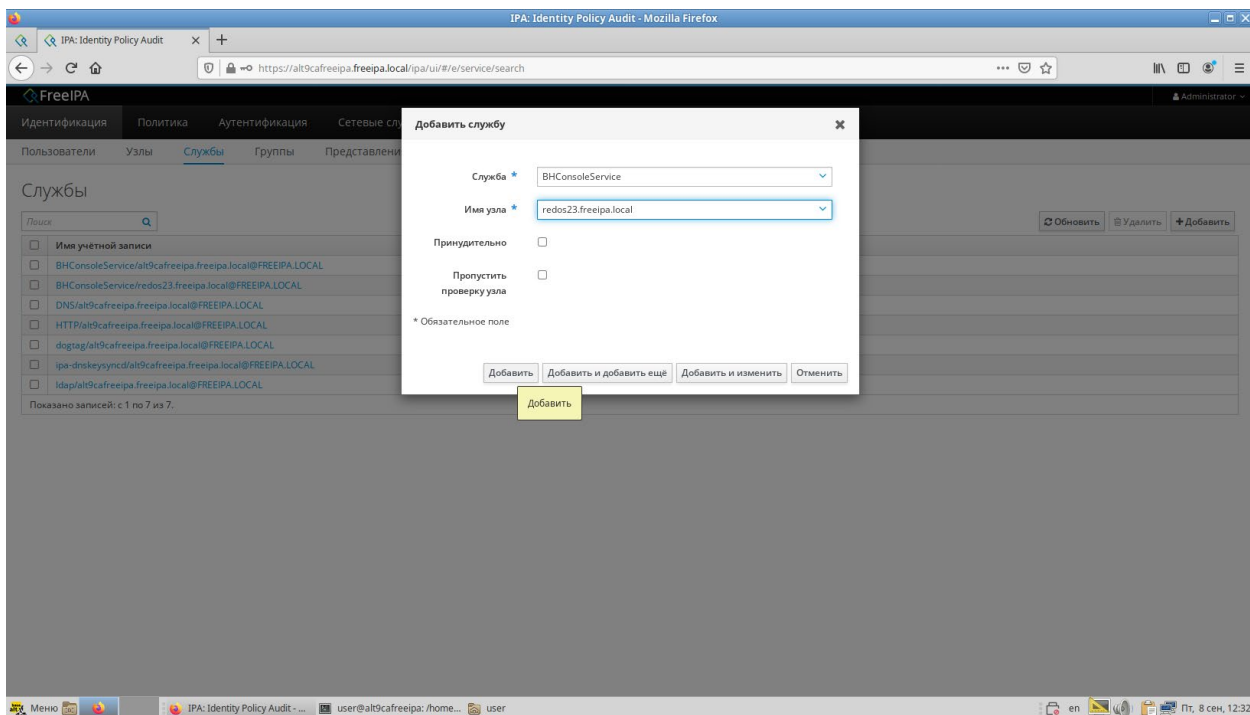 IPA: Identity Policy Audit - Mozilla Firefox
IPA: Identity Policy Audit
https://alt9cafreeipa.freeipa.local/ipa/ui/#/e/service/search
FreeIPA
Administrator
Идентификация Политика Аутентификация Сетевые слу
Пользователи Узлы Службы Группы Представлени
Службы
Поиск
Обновить Удалить +Добавить
Имя учётной записи
BHConsoleService/alt9cafreeipa.freeipa.local@FREEIPA.LOCAL
BHConsoleService/redos23.freeipa.local@FREEIPA.LOCAL
DNS/alt9cafreeipa.freeipa.local@FREEIPA.LOCAL
HTTP/alt9cafreeipa.freeipa.local@FREEIPA.LOCAL
dogtag/alt9cafreeipa.freeipa.local@FREEIPA.LOCAL
ipa-dnskeysyncd/alt9cafreeipa.freeipa.local@FREEIPA.LOCAL
ldap/alt9cafreeipa.freeipa.local@FREEIPA.LOCAL
Показано записей: с 1 по 7 из 7.
Добавить службу
Служба * BHConsoleService
Имя узла * redos23.freeipa.local
Принудительно
Пропустить
проверку узла
* Обязательное поле
Добавить Добавить и добавить ещё Добавить и изменить Отменить
Добавить
Меню IPA: Identity Policy Audit - ... user@alt9cafreeipa: /home... user en Пт, 8 сен, 12:32